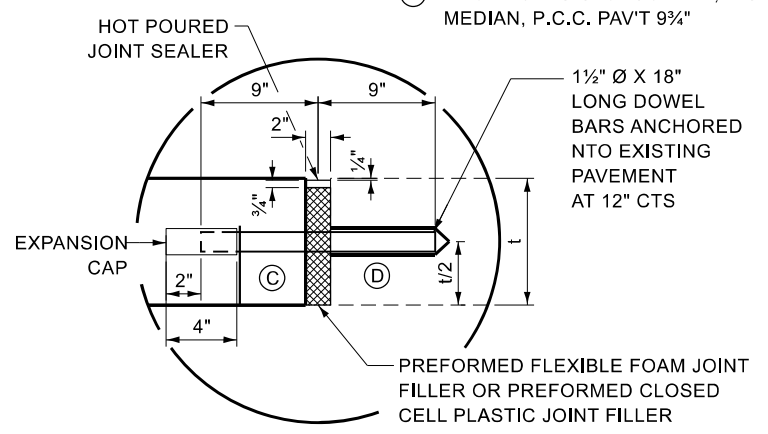 MEDIAN, P.C.C. PAV'T 9¾"
HOT POURED
JOINT SEALER
9"
9"
2"
¼"
¾"
1½" Ø X 18"
LONG DOWEL
BARS ANCHORED
NTO EXISTING
PAVEMENT
AT 12" CTS
EXPANSION
CAP
C
D
t/2
t
2"
4"
PREFORMED FLEXIBLE FOAM JOINT
FILLER OR PREFORMED CLOSED
CELL PLASTIC JOINT FILLER